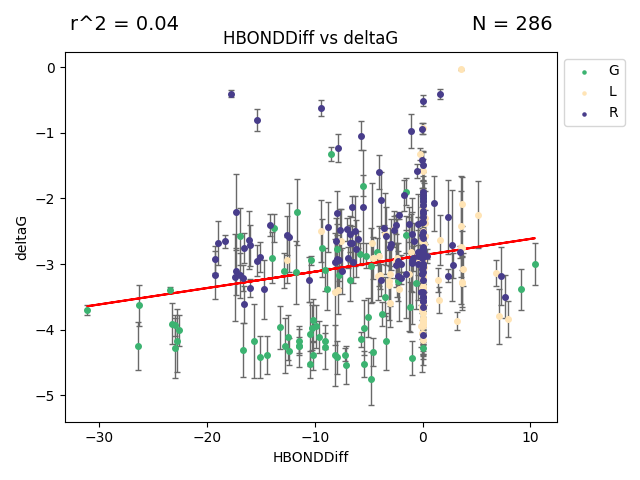 r^2 = 0.04
N = 286
HBONDDiff vs deltaG
0
−1
−2
−3
−4
−5
deltaG
−30
−20
−10
0
10
HBONDDiff
G
L
R